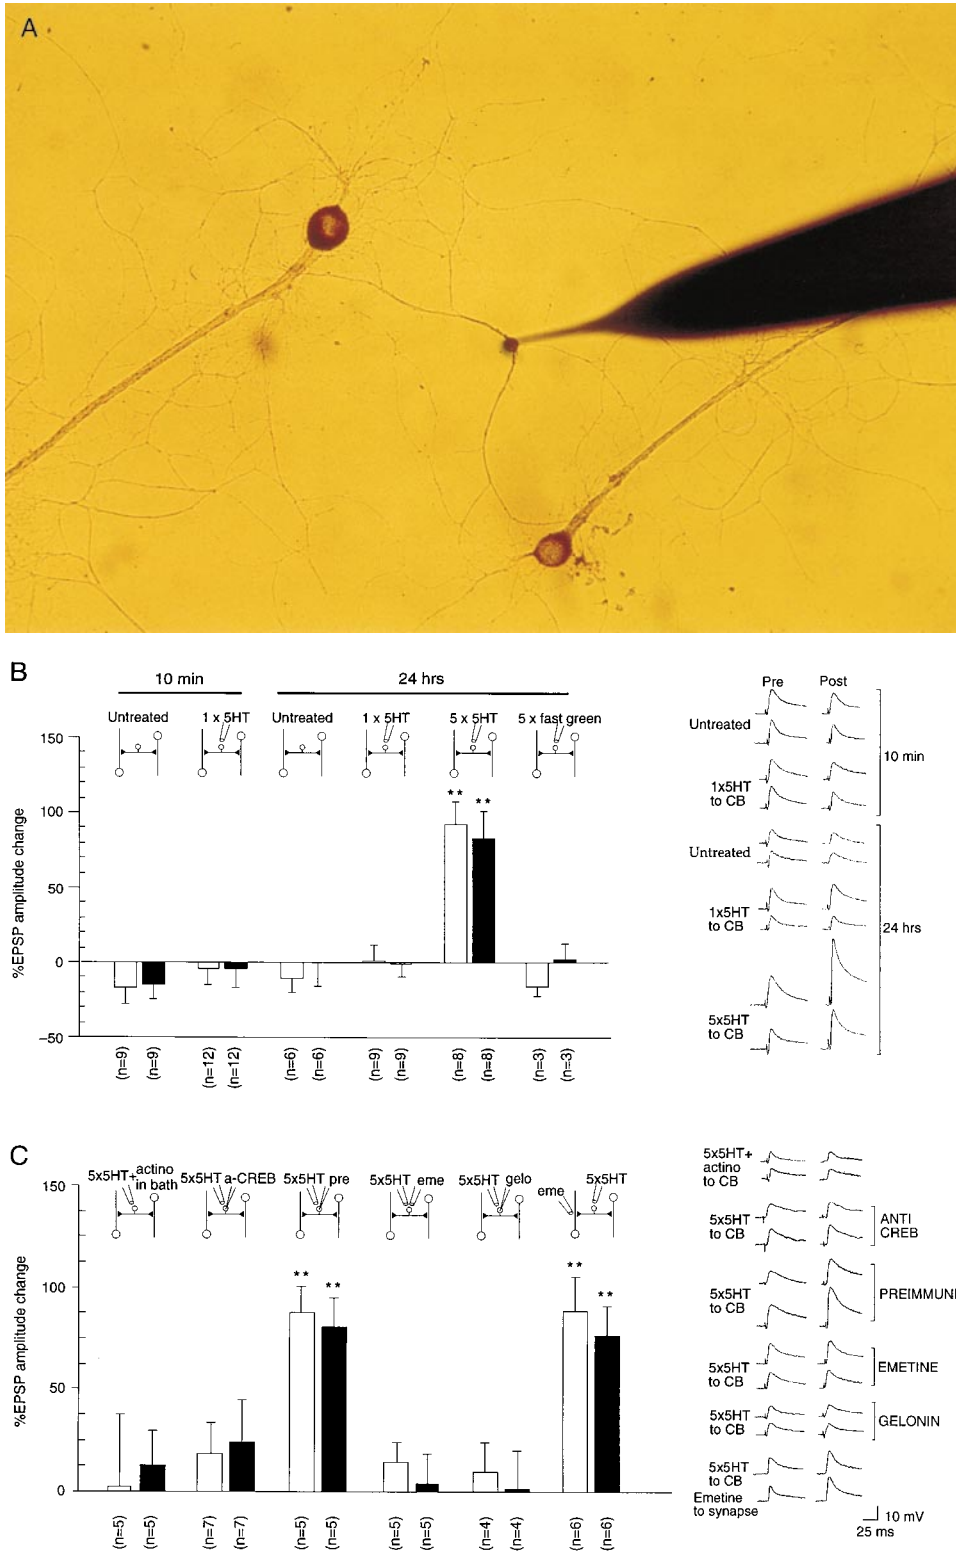 A
B
10 min
24 hrs
Untreated
1 x 5HT
Untreated
1 x 5HT
5 x 5HT
5 x fast green
150
100
50
0
−50
%EPSP amplitude change
** **
(n=9) (n=9) (n=12) (n=12) (n=6) (n=6) (n=9) (n=9) (n=8) (n=8) (n=3) (n=3)
Pre Post
Untreated
1x5HT
to CB
10 min
Untreated
1x5HT
to CB
5x5HT
to CB
24 hrs
C
5x5HT+ actino
in bath
5x5HT a-CREB
5x5HT pre
5x5HT eme
5x5HT gelo
eme 5x5HT
150
100
50
0
%EPSP amplitude change
** **
** **
(n=5) (n=5) (n=7) (n=7) (n=5) (n=5) (n=5) (n=5) (n=4) (n=4) (n=6) (n=6)
5x5HT+
actino
to CB
5x5HT
to CB
ANTI
CREB
5x5HT
to CB
PREIMMUNE
5x5HT
to CB
EMETINE
5x5HT
to CB
GELONIN
5x5HT
to CB
Emetine
to synapse
10 mV
25 ms